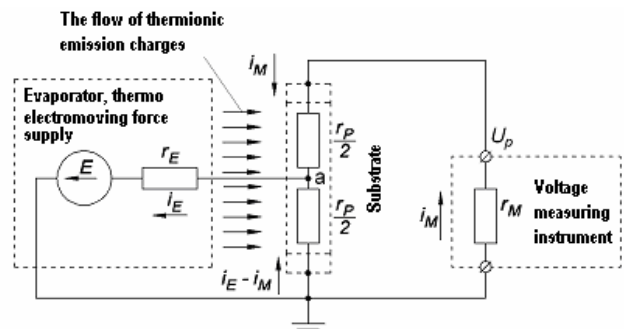 The flow of thermionic
emission charges
i_M
Evaporator, thermo
electromoving force
supply
E
r_E
i_E
r_P
2
a
r_P
2
Substrate
i_E - i_M
U_p
i_M
r_M
Voltage
measuring
instrument